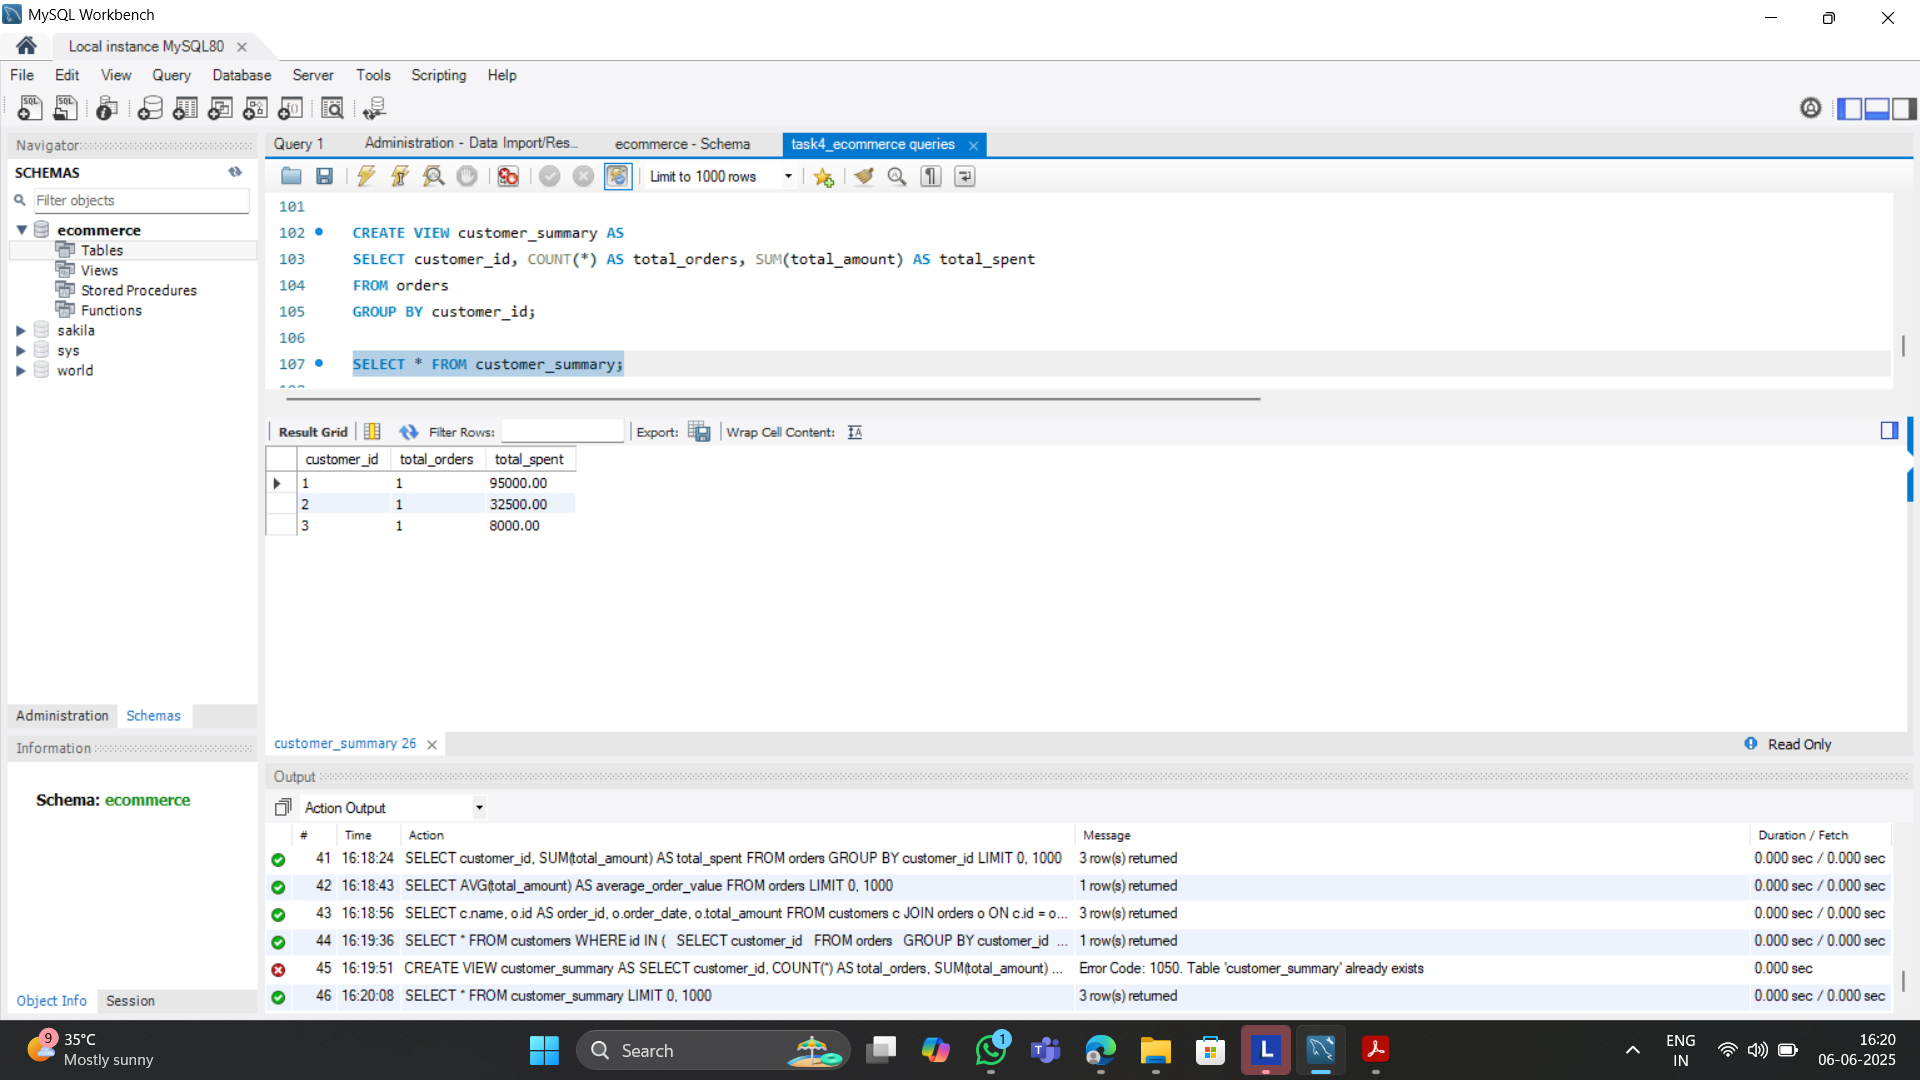 MySQL Workbench
Local instance MySQL80
File Edit View Query Database Server Tools Scripting Help
Navigator
SCHEMAS
Filter objects
ecommerce
Tables
Views
Stored Procedures
Functions
sakila
sys
world
Administration Schemas
Information
Schema: ecommerce
Object Info Session
Query 1 Administration - Data Import/Res... ecommerce - Schema task4_ecommerce queries
Limit to 1000 rows
101
102 CREATE VIEW customer_summary AS
103 SELECT customer_id, COUNT(*) AS total_orders, SUM(total_amount) AS total_spent
104 FROM orders
105 GROUP BY customer_id;
106
107 SELECT * FROM customer_summary;
Result Grid Filter Rows: Export: Wrap Cell Content:
customer_id total_orders total_spent
1 1 95000.00
2 1 32500.00
3 1 8000.00
customer_summary 26 Read Only
Output
Action Output
# Time Action Message Duration / Fetch
41 16:18:24 SELECT customer_id, SUM(total_amount) AS total_spent FROM orders GROUP BY customer_id LIMIT 0, 1000 3 row(s) returned 0.000 sec / 0.000 sec
42 16:18:43 SELECT AVG(total_amount) AS average_order_value FROM orders LIMIT 0, 1000 1 row(s) returned 0.000 sec / 0.000 sec
43 16:18:56 SELECT c.name, o.id AS order_id, o.order_date, o.total_amount FROM customers c JOIN orders o ON c.id = o... 3 row(s) returned 0.000 sec / 0.000 sec
44 16:19:36 SELECT * FROM customers WHERE id IN ( SELECT customer_id FROM orders GROUP BY customer_id ... 1 row(s) returned 0.000 sec / 0.000 sec
45 16:19:51 CREATE VIEW customer_summary AS SELECT customer_id, COUNT(*) AS total_orders, SUM(total_amount) ... Error Code: 1050. Table 'customer_summary' already exists 0.000 sec
46 16:20:08 SELECT * FROM customer_summary LIMIT 0, 1000 3 row(s) returned 0.000 sec / 0.000 sec
9 35°C
Mostly sunny
Search
1
L
ENG
IN
16:20
06-06-2025